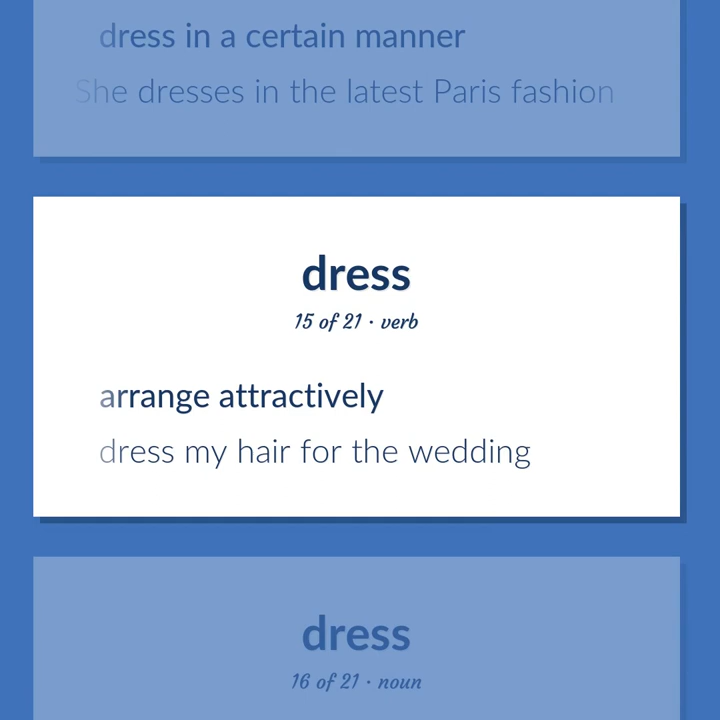 dress in a certain manner
She dresses in the latest Paris fashion
dress
15 of 21 · verb
arrange attractively
dress my hair for the wedding
dress
16 of 21 · noun